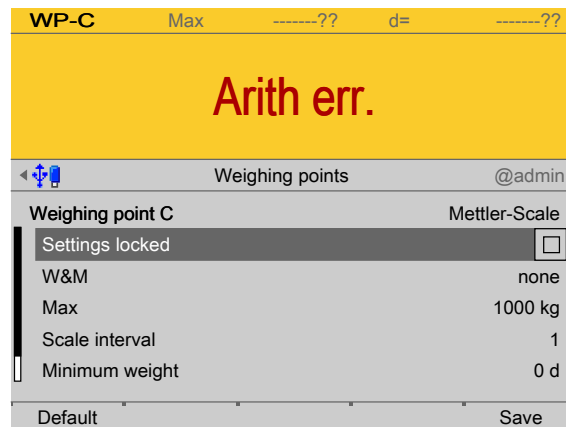 WP-C Max -------?? d= -------??
Arith err.
Weighing points @admin
Weighing point C Mettler-Scale
Settings locked
W&M none
Max 1000 kg
Scale interval 1
Minimum weight 0 d
Default Save